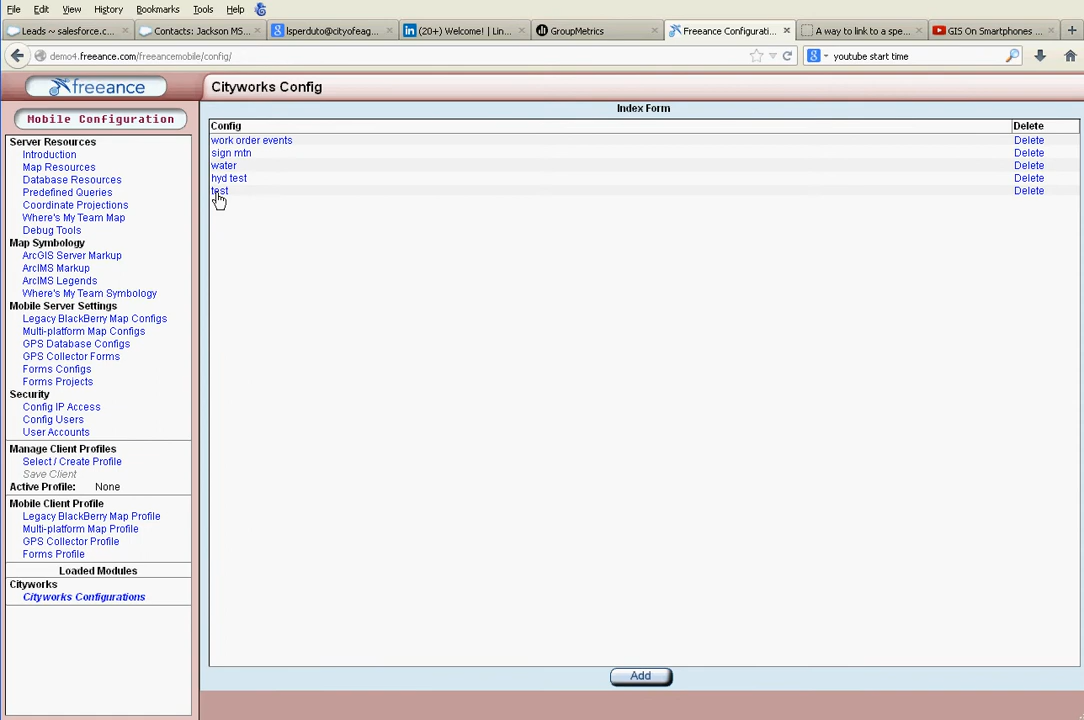 File Edit View History Bookmarks Tools Help
Leads ~ salesforce.c... × Contacts: Jackson MS... × lsperduto@cityofeag... × (20+) Welcome! | Lin... × GroupMetrics × Freeance Configurati... × A way to link to a spe... × GIS On Smartphones ... × +
demo4.freeance.com/freeancemobile/config/ youtube start time
freeance Cityworks Config
Mobile Configuration
Server Resources
Introduction
Map Resources
Database Resources
Predefined Queries
Coordinate Projections
Where's My Team Map
Debug Tools
Map Symbology
ArcGIS Server Markup
ArcIMS Markup
ArcIMS Legends
Where's My Team Symbology
Mobile Server Settings
Legacy BlackBerry Map Configs
Multi-platform Map Configs
GPS Database Configs
GPS Collector Forms
Forms Configs
Forms Projects
Security
Config IP Access
Config Users
User Accounts
Manage Client Profiles
Select / Create Profile
Save Client
Active Profile: None
Mobile Client Profile
Legacy BlackBerry Map Profile
Multi-platform Map Profile
GPS Collector Profile
Forms Profile
Loaded Modules
Cityworks
Cityworks Configurations
Index Form
Config Delete
work order events Delete
sign mtn Delete
water Delete
hyd test Delete
test Delete
Add